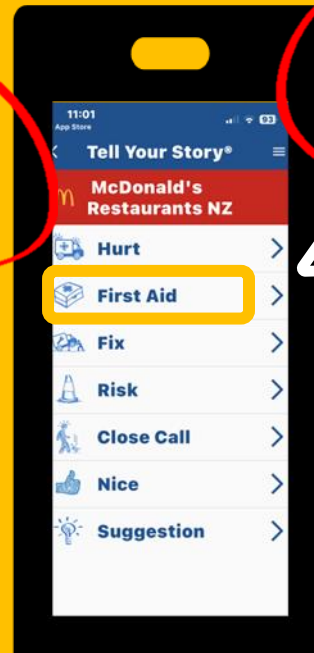 11:01
93
App Store
Tell Your Story®
McDonald's
Restaurants NZ
Hurt
First Aid
Fix
Risk
Close Call
Nice
Suggestion